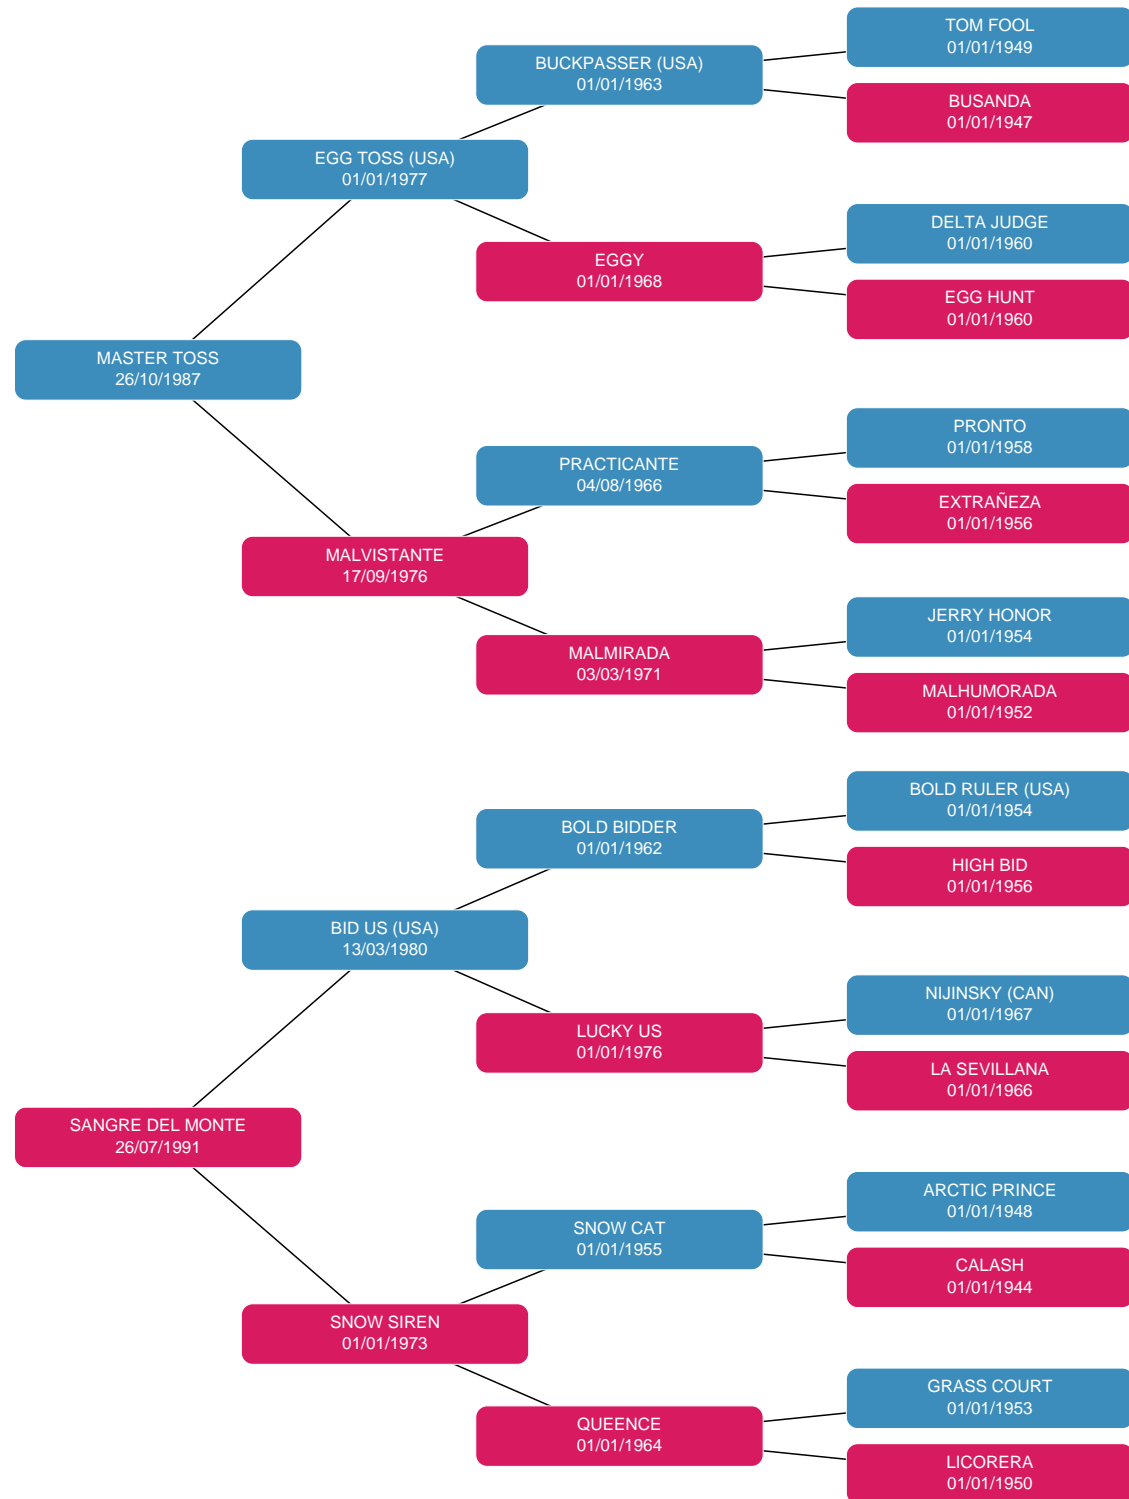 TOM FOOL
01/01/1949
BUCKPASSER (USA)
01/01/1963
BUSANDA
01/01/1947
EGG TOSS (USA)
01/01/1977
DELTA JUDGE
01/01/1960
EGGY
01/01/1968
EGG HUNT
01/01/1960
MASTER TOSS
26/10/1987
PRONTO
01/01/1958
PRACTICANTE
04/08/1966
EXTRAÑEZA
01/01/1956
MALVISTANTE
17/09/1976
JERRY HONOR
01/01/1954
MALMIRADA
03/03/1971
MALHUMORADA
01/01/1952
BOLD RULER (USA)
01/01/1954
BOLD BIDDER
01/01/1962
HIGH BID
01/01/1956
BID US (USA)
13/03/1980
NIJINSKY (CAN)
01/01/1967
LUCKY US
01/01/1976
LA SEVILLANA
01/01/1966
SANGRE DEL MONTE
26/07/1991
ARCTIC PRINCE
01/01/1948
SNOW CAT
01/01/1955
CALASH
01/01/1944
SNOW SIREN
01/01/1973
GRASS COURT
01/01/1953
QUEENCE
01/01/1964
LICORERA
01/01/1950